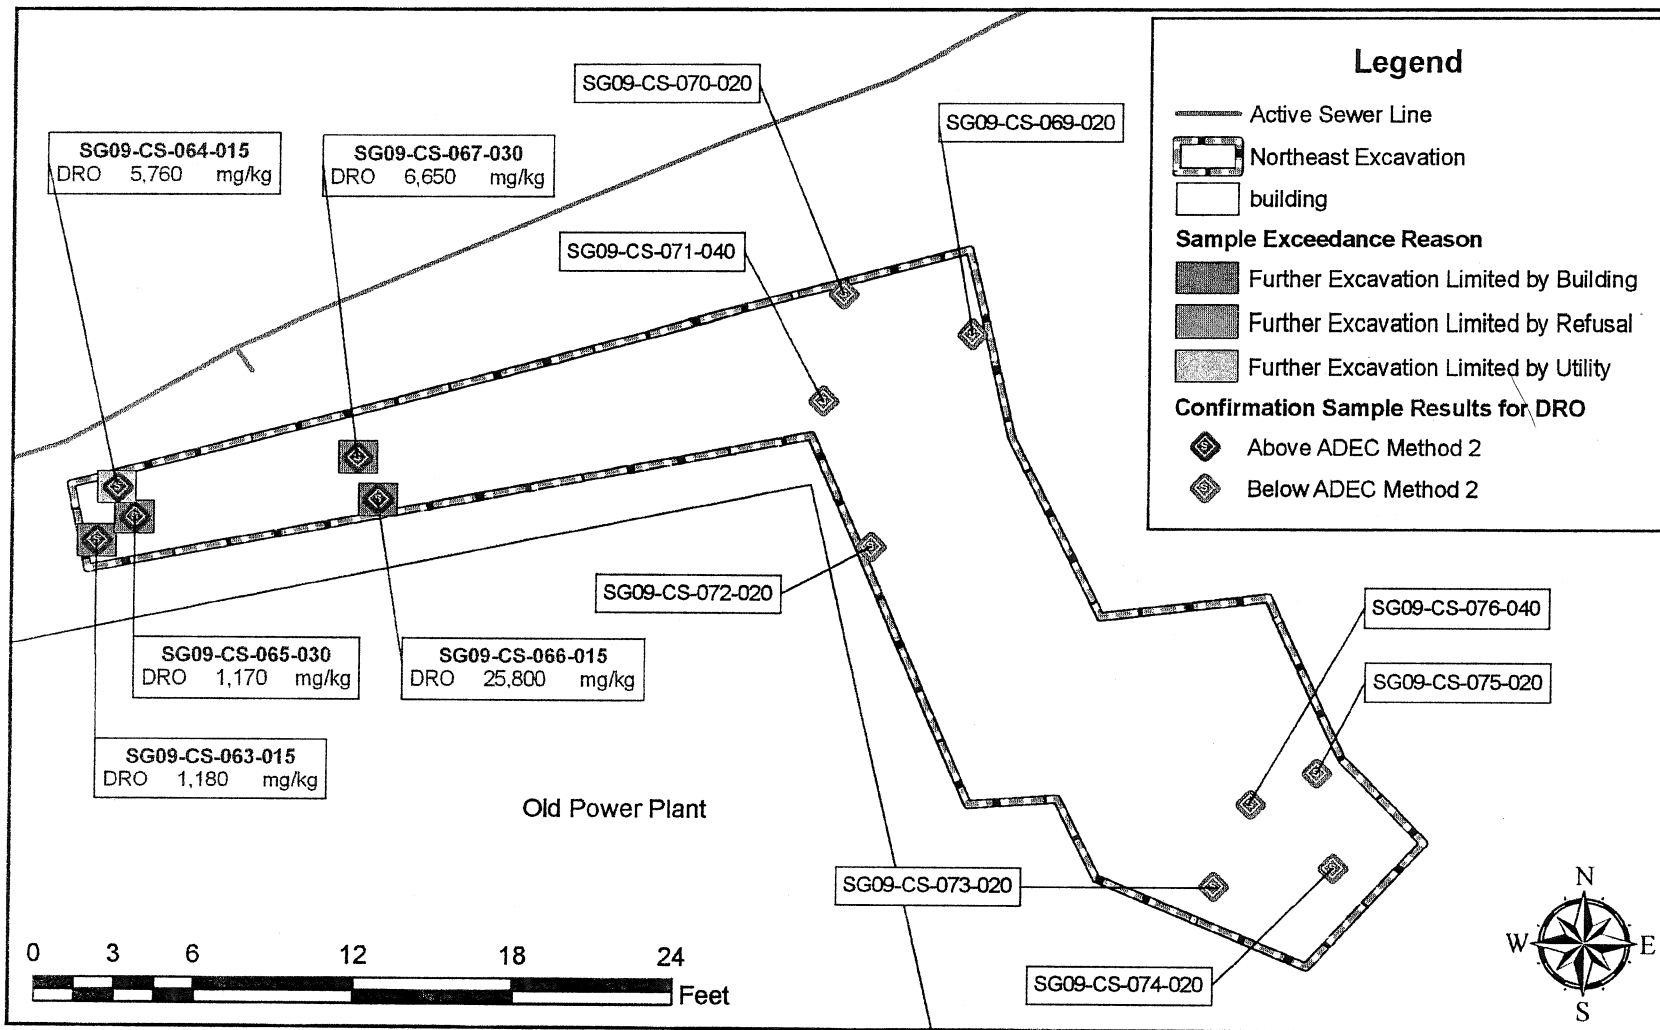 Legend
Active Sewer Line
Northeast Excavation
building
Sample Exceedance Reason
Further Excavation Limited by Building
Further Excavation Limited by Refusal
Further Excavation Limited by Utility
Confirmation Sample Results for DRO
Above ADEC Method 2
Below ADEC Method 2
SG09-CS-070-020
SG09-CS-069-020
SG09-CS-064-015
DRO 5,760 mg/kg
SG09-CS-067-030
DRO 6,650 mg/kg
SG09-CS-071-040
SG09-CS-072-020
SG09-CS-076-040
SG09-CS-065-030
DRO 1,170 mg/kg
SG09-CS-066-015
DRO 25,800 mg/kg
SG09-CS-075-020
SG09-CS-063-015
DRO 1,180 mg/kg
Old Power Plant
SG09-CS-073-020
SG09-CS-074-020
0 3 6 12 18 24
Feet
N
W E
S